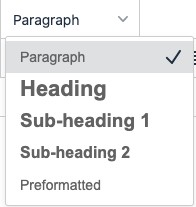 Paragraph
Paragraph
Heading
Sub-heading 1
Sub-heading 2
Preformatted